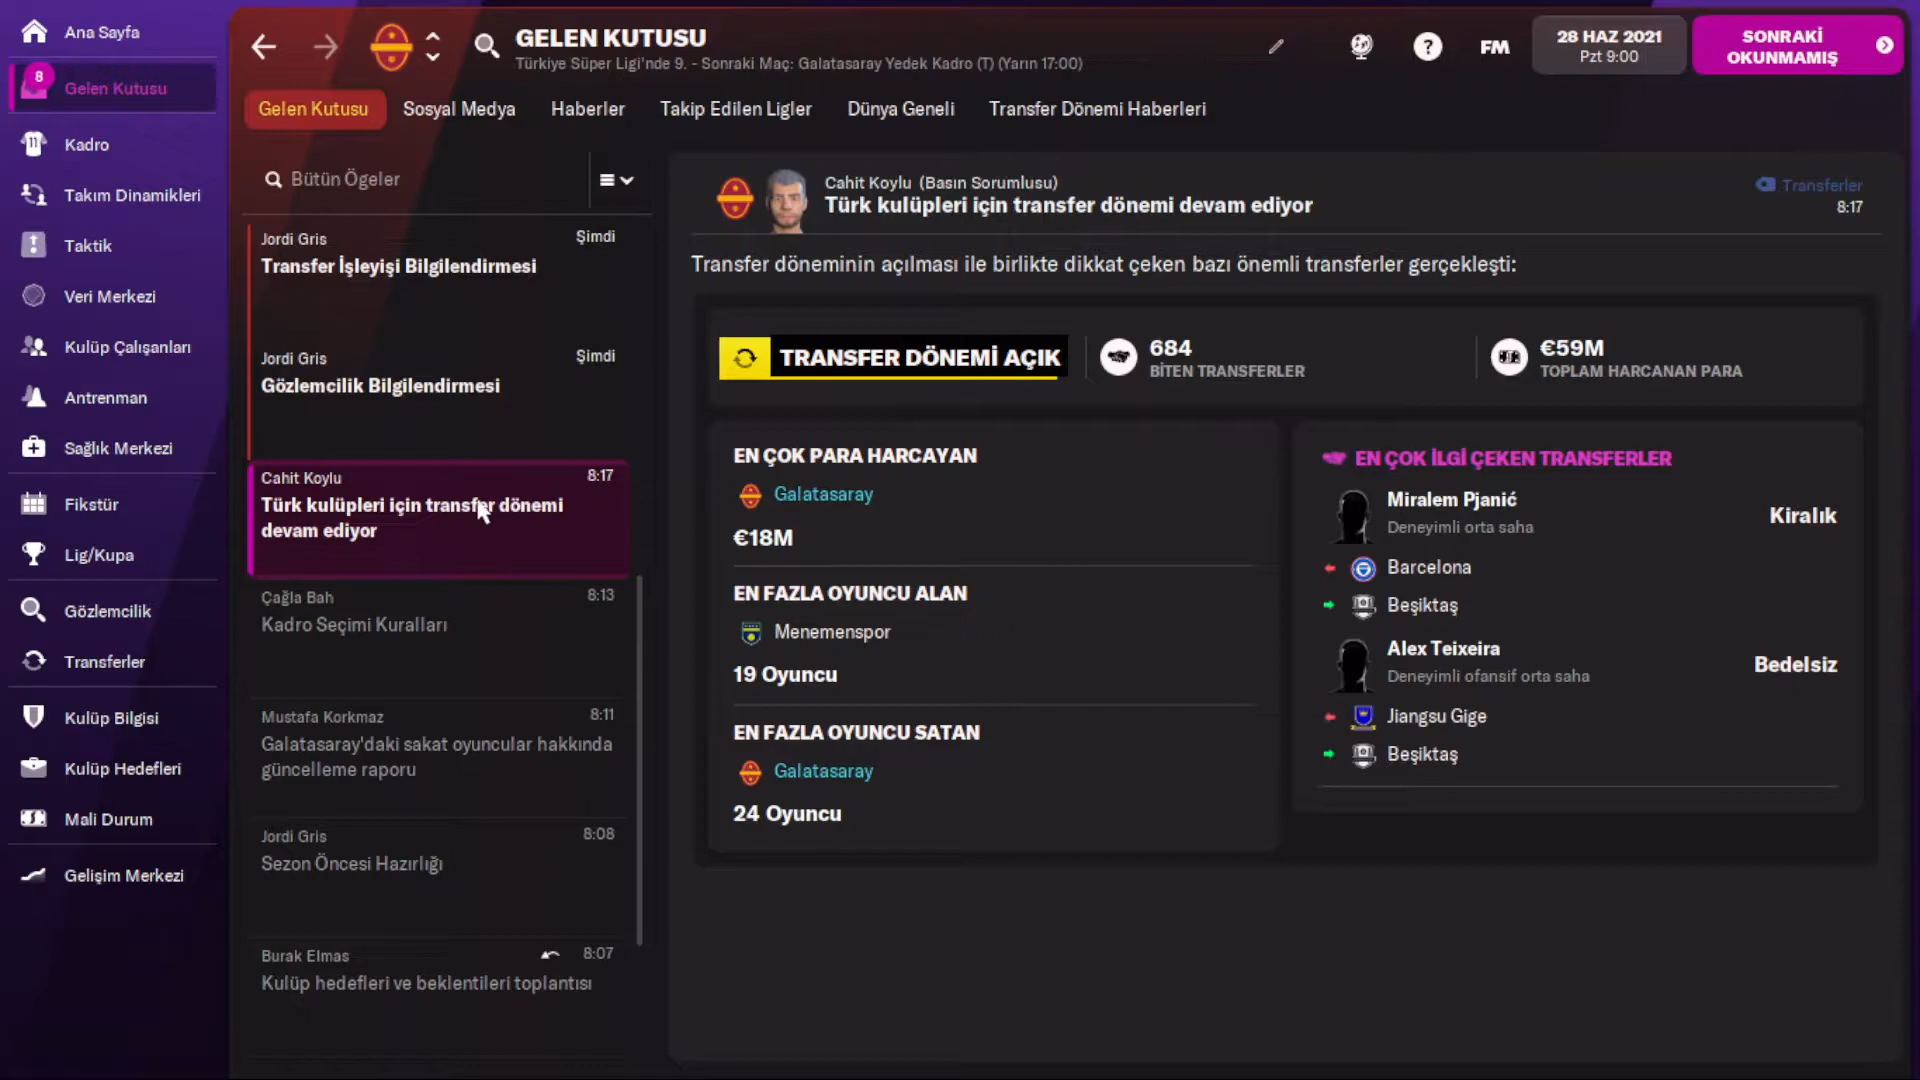 Ana Sayfa
8
Gelen Kutusu
11
Kadro
Takım Dinamikleri
Taktik
Veri Merkezi
Kulüp Çalışanları
Antrenman
Sağlık Merkezi
Fikstür
Lig/Kupa
Gözlemcilik
Transferler
Kulüp Bilgisi
Kulüp Hedefleri
Mali Durum
Gelişim Merkezi
GELEN KUTUSU
Türkiye Süper Ligi'nde 9. - Sonraki Maç: Galatasaray Yedek Kadro (T) (Yarın 17:00)
?
FM
28 HAZ 2021
Pzt 9:00
SONRAKİ
OKUNMAMIŞ
Gelen Kutusu
Sosyal Medya
Haberler
Takip Edilen Ligler
Dünya Geneli
Transfer Dönemi Haberleri
Bütün Ögeler
Jordi Gris
Şimdi
Transfer İşleyişi Bilgilendirmesi
Jordi Gris
Şimdi
Gözlemcilik Bilgilendirmesi
Cahit Koylu
8:17
Türk kulüpleri için transfer dönemi
devam ediyor
Çağla Bah
8:13
Kadro Seçimi Kuralları
Mustafa Korkmaz
8:11
Galatasaray'daki sakat oyuncular hakkında
güncelleme raporu
Jordi Gris
8:08
Sezon Öncesi Hazırlığı
Burak Elmas
8:07
Kulüp hedefleri ve beklentileri toplantısı
Cahit Koylu (Basın Sorumlusu)
Türk kulüpleri için transfer dönemi devam ediyor
Transferler
8:17
Transfer döneminin açılması ile birlikte dikkat çeken bazı önemli transferler gerçekleşti:
TRANSFER DÖNEMİ AÇIK
684
BİTEN TRANSFERLER
€59M
TOPLAM HARCANAN PARA
EN ÇOK PARA HARCAYAN
Galatasaray
€18M
EN FAZLA OYUNCU ALAN
Menemenspor
19 Oyuncu
EN FAZLA OYUNCU SATAN
Galatasaray
24 Oyuncu
EN ÇOK İLGİ ÇEKEN TRANSFERLER
Miralem Pjanić
Deneyimli orta saha
Kiralık
Barcelona
Beşiktaş
Alex Teixeira
Deneyimli ofansif orta saha
Bedelsiz
Jiangsu Gige
Beşiktaş